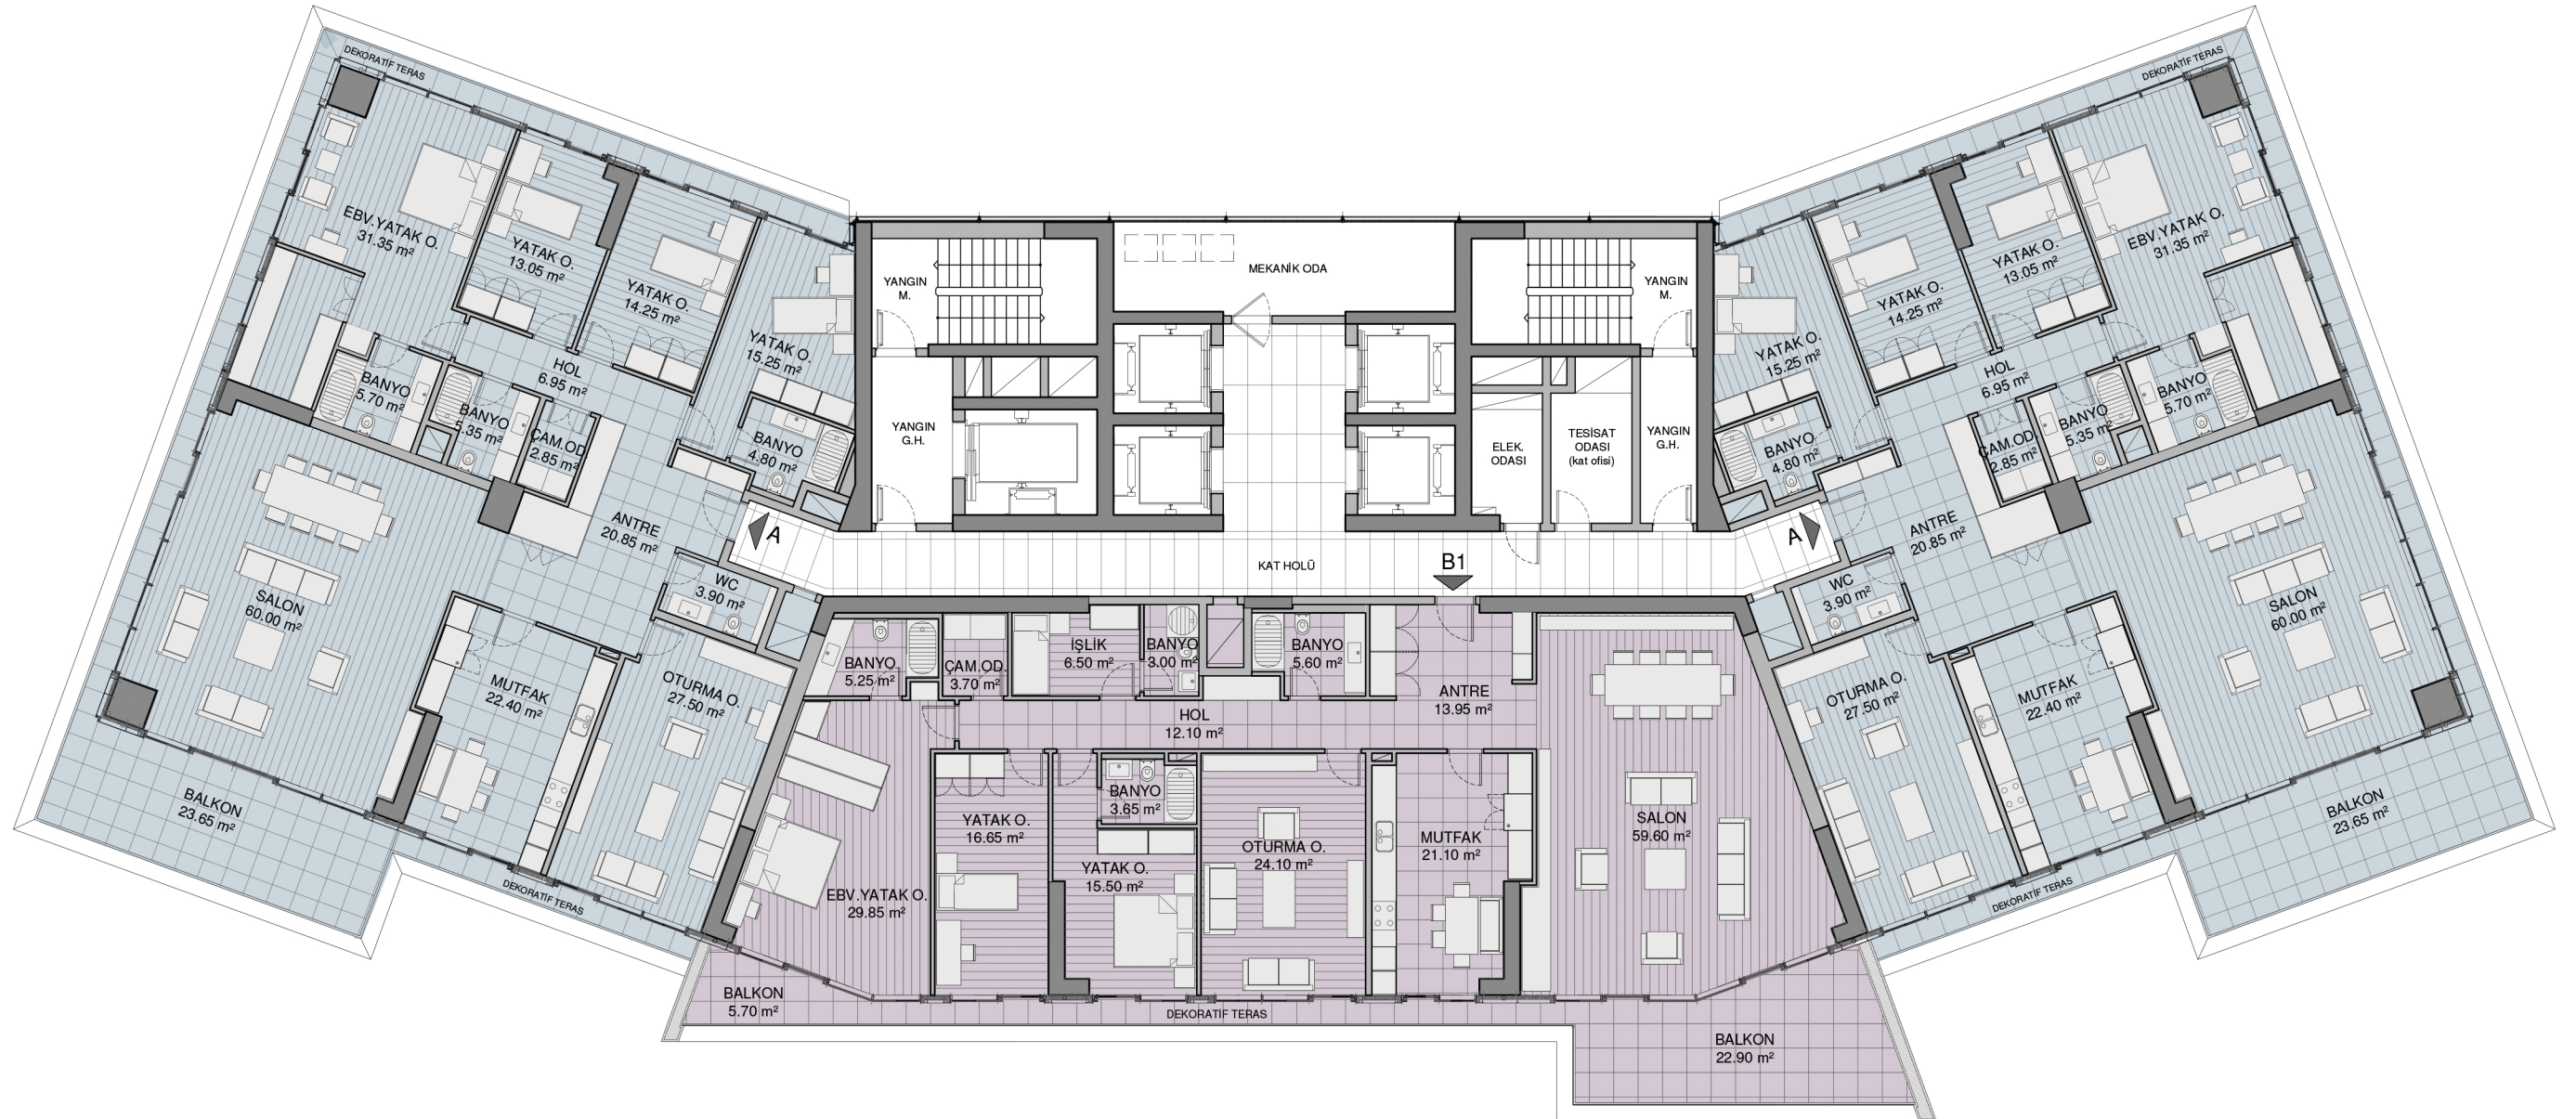 DEKORATİF TERAS
EBV.YATAK O.
31.35 m²
YATAK O.
13.05 m²
YATAK O.
14.25 m²
YATAK O.
15.25 m²
HOL
6.95 m²
BANYO
5.70 m²
BANYO
5.35 m²
ÇAM.OD.
2.85 m²
BANYO
4.80 m²
ANTRE
20.85 m²
A
WC
3.90 m²
SALON
60.00 m²
MUTFAK
22.40 m²
OTURMA O.
27.50 m²
BALKON
23.65 m²
DEKORATİF TERAS
YANGIN
M.
YANGIN
G.H.
MEKANİK ODA
YANGIN
M.
ELEK.
ODASI
TESİSAT
ODASI
(kat ofisi)
YANGIN
G.H.
KAT HOLÜ
B1
BANYO
5.25 m²
ÇAM.OD.
3.70 m²
İŞLİK
6.50 m²
BANYO
3.00 m²
BANYO
5.60 m²
ANTRE
13.95 m²
HOL
12.10 m²
EBV.YATAK O.
29.85 m²
YATAK O.
16.65 m²
BANYO
3.65 m²
YATAK O.
15.50 m²
OTURMA O.
24.10 m²
MUTFAK
21.10 m²
SALON
59.60 m²
BALKON
5.70 m²
DEKORATİF TERAS
BALKON
22.90 m²
DEKORATİF TERAS
EBV.YATAK O.
31.35 m²
YATAK O.
13.05 m²
YATAK O.
14.25 m²
YATAK O.
15.25 m²
HOL
6.95 m²
BANYO
5.70 m²
BANYO
5.35 m²
ÇAM.OD.
2.85 m²
BANYO
4.80 m²
A
ANTRE
20.85 m²
WC
3.90 m²
SALON
60.00 m²
MUTFAK
22.40 m²
OTURMA O.
27.50 m²
BALKON
23.65 m²
DEKORATİF TERAS